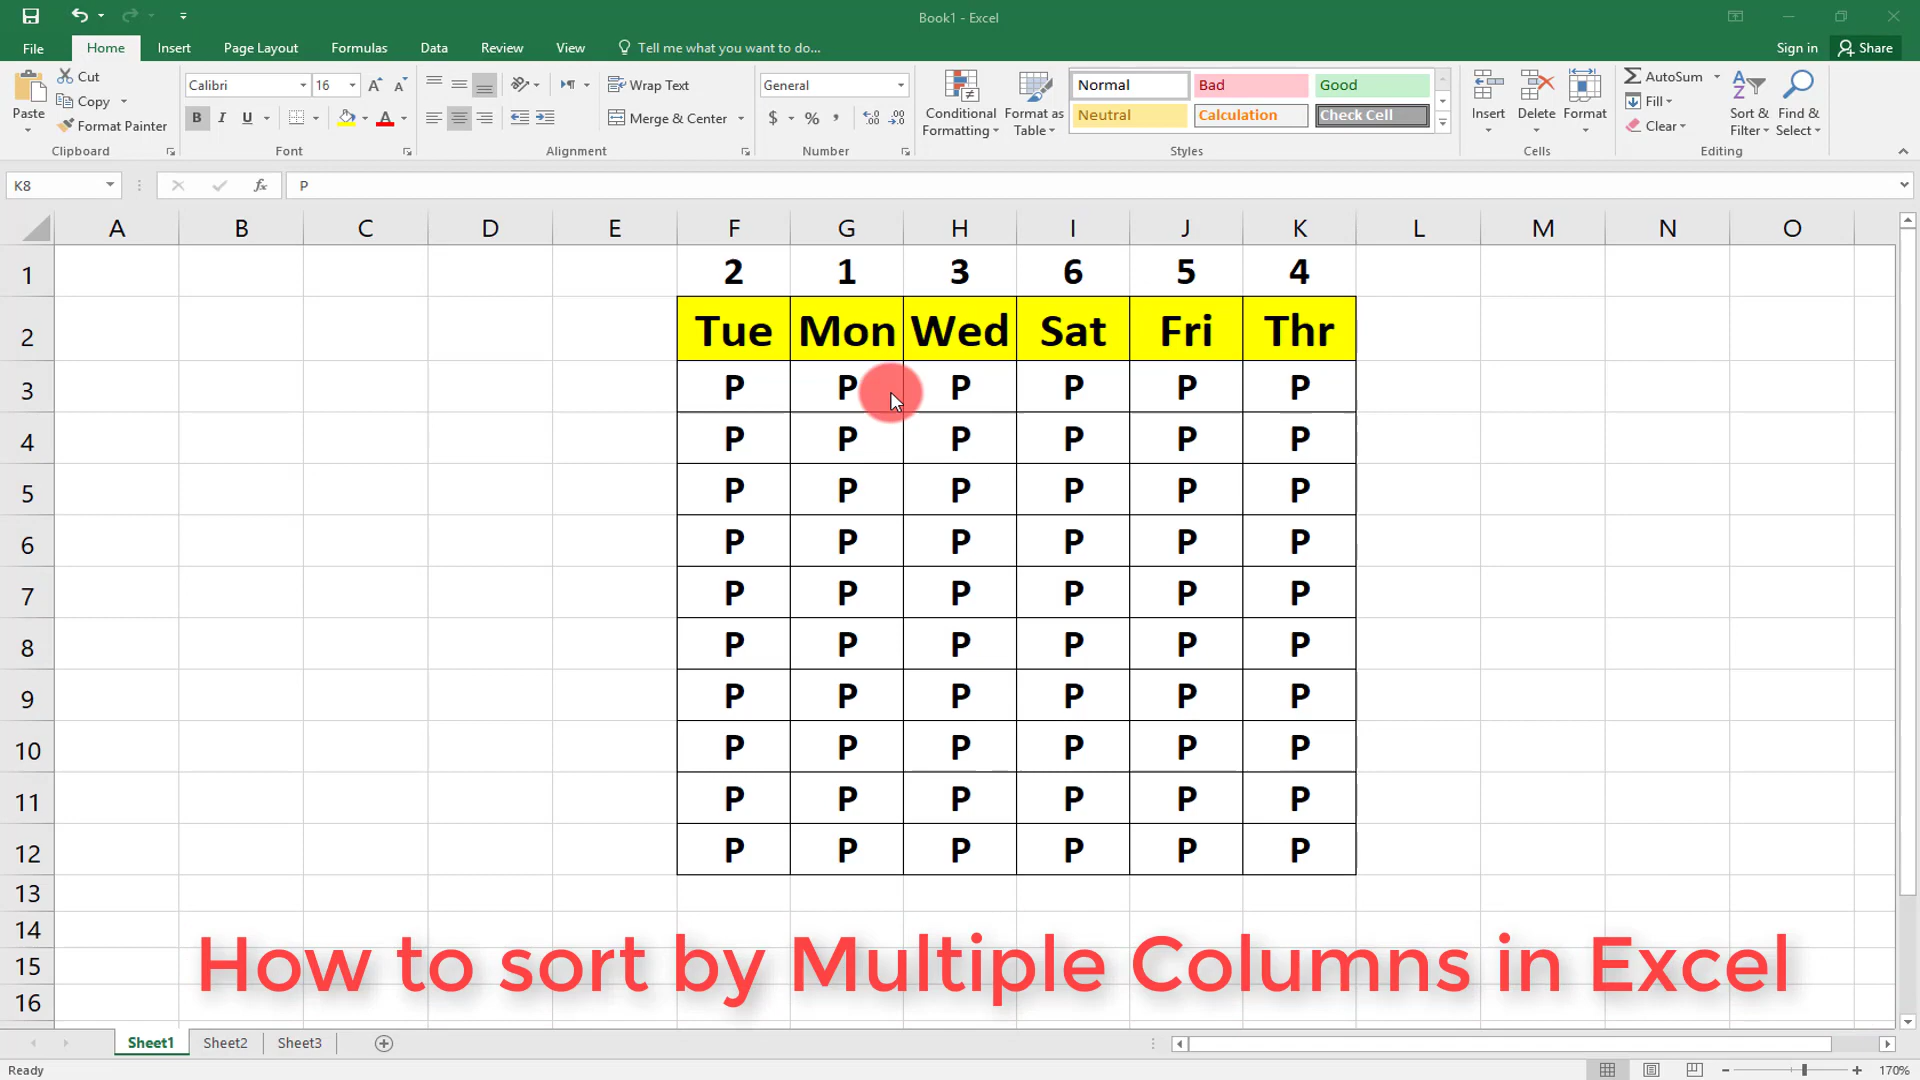 Book1 - Excel
File Home Insert Page Layout Formulas Data Review View Tell me what you want to do... Sign in Share
Paste Cut Calibri 16 Wrap Text General Conditional Formatting Format as Table Normal Bad Good Insert Delete Format AutoSum Sort & Filter Find & Select
Copy Fill
Format Painter B I U Merge & Center $ % , Neutral Calculation Check Cell Clear
Clipboard Font Alignment Number Styles Cells Editing
K8 fx P
A B C D E F G H I J K L M N O
1 2 1 3 6 5 4
2 Tue Mon Wed Sat Fri Thr
3 P P P P P P
4 P P P P P P
5 P P P P P P
6 P P P P P P
7 P P P P P P
8 P P P P P P
9 P P P P P P
10 P P P P P P
11 P P P P P P
12 P P P P P P
13
14
15
16
How to sort by Multiple Columns in Excel
Sheet1 Sheet2 Sheet3
Ready 170%